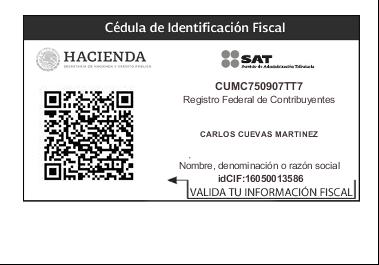 Cédula de Identificación Fiscal
HACIENDA
SECRETARÍA DE HACIENDA Y CRÉDITO PÚBLICO
SAT
Servicio de Administración Tributaria
CUMC750907TT7
Registro Federal de Contribuyentes
CARLOS CUEVAS MARTINEZ
Nombre, denominación o razón social
idCIF:16050013586
VALIDA TU INFORMACIÓN FISCAL